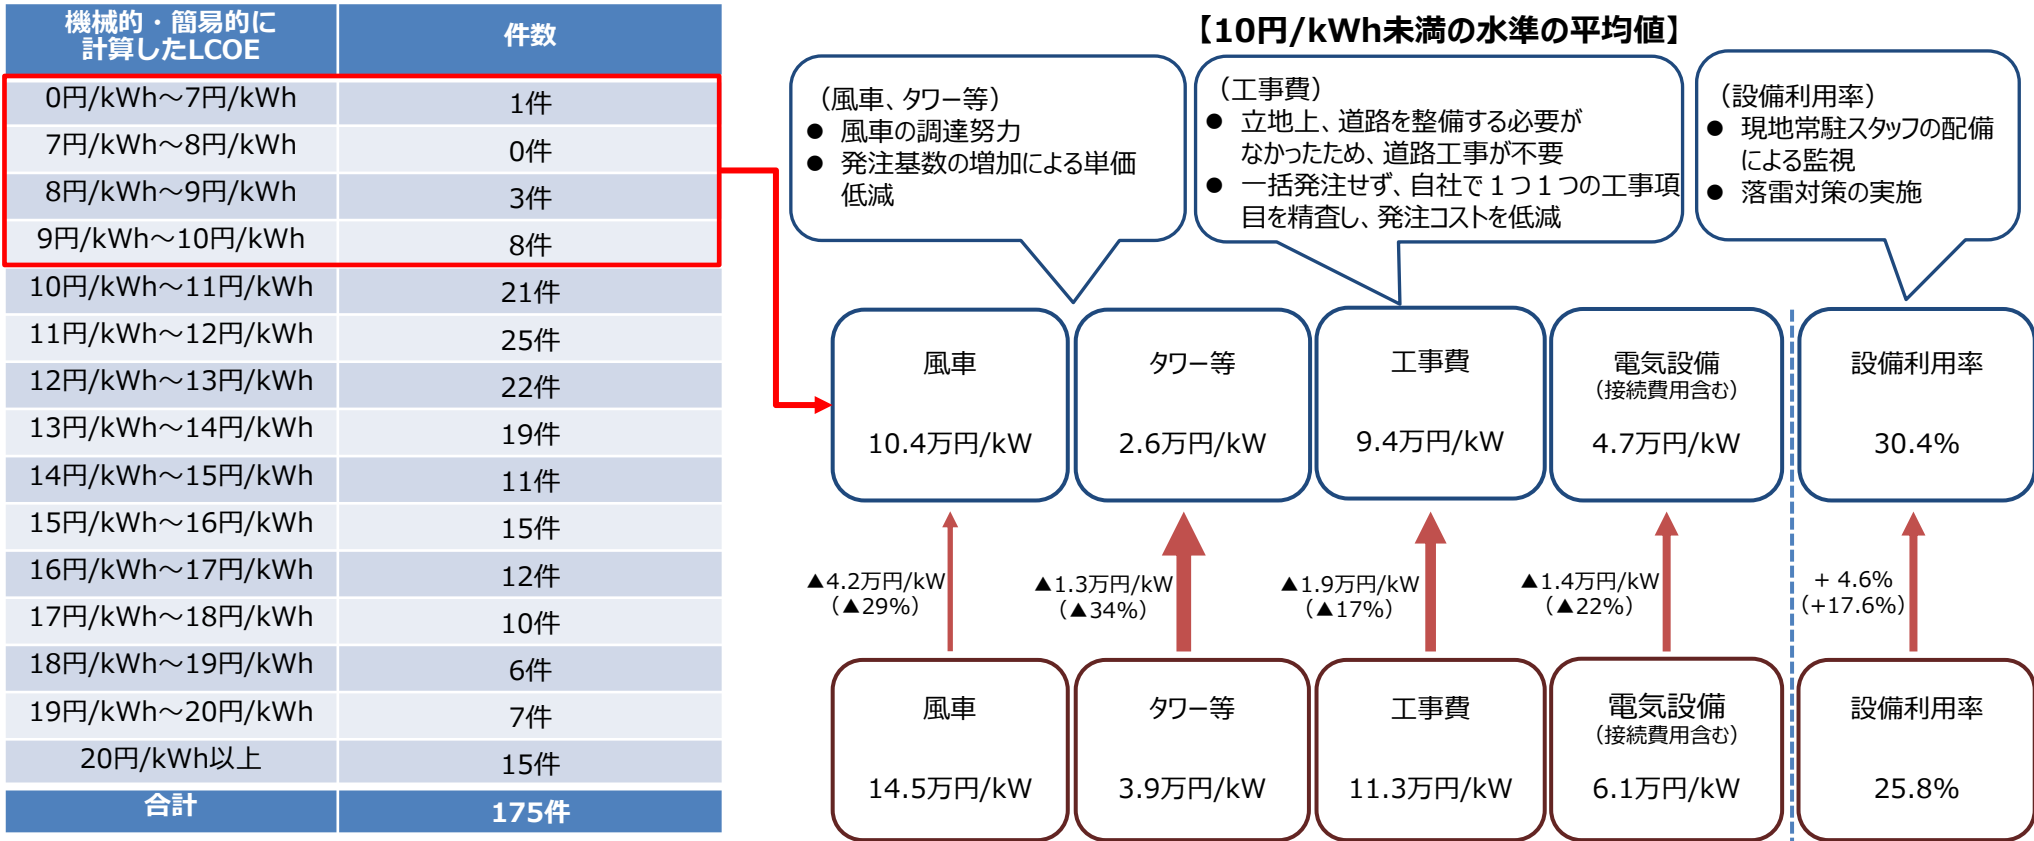 機械的・簡易的に
計算したLCOE
件数
0円/kWh～7円/kWh
1件
7円/kWh～8円/kWh
0件
8円/kWh～9円/kWh
3件
9円/kWh～10円/kWh
8件
10円/kWh～11円/kWh
21件
11円/kWh～12円/kWh
25件
12円/kWh～13円/kWh
22件
13円/kWh～14円/kWh
19件
14円/kWh～15円/kWh
11件
15円/kWh～16円/kWh
15件
16円/kWh～17円/kWh
12件
17円/kWh～18円/kWh
10件
18円/kWh～19円/kWh
6件
19円/kWh～20円/kWh
7件
20円/kWh以上
15件
合計
175件
【10円/kWh未満の水準の平均値】
（風車、タワー等）
● 風車の調達努力
● 発注基数の増加による単価
低減
（工事費）
● 立地上、道路を整備する必要が
なかったため、道路工事が不要
● 一括発注せず、自社で１つ１つの工事項
目を精査し、発注コストを低減
（設備利用率）
● 現地常駐スタッフの配備
による監視
● 落雷対策の実施
風車
10.4万円/kW
タワー等
2.6万円/kW
工事費
9.4万円/kW
電気設備
（接続費用含む）
4.7万円/kW
設備利用率
30.4%
▲4.2万円/kW
（▲29%）
▲1.3万円/kW
（▲34%）
▲1.9万円/kW
（▲17%）
▲1.4万円/kW
（▲22%）
+ 4.6%
(+17.6%)
風車
14.5万円/kW
タワー等
3.9万円/kW
工事費
11.3万円/kW
電気設備
（接続費用含む）
6.1万円/kW
設備利用率
25.8%